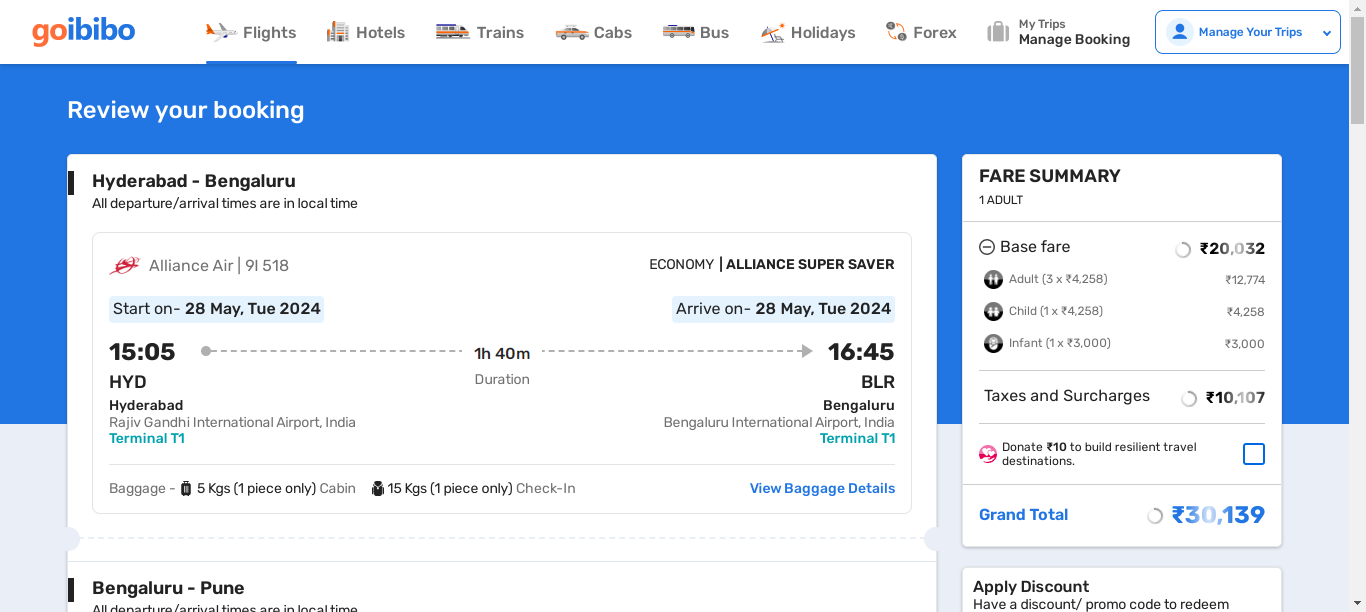 goibibo
Flights
Hotels
Trains
Cabs
Bus
Holidays
Forex
My Trips
Manage Booking
Manage Your Trips
Review your booking
Hyderabad - Bengaluru
All departure/arrival times are in local time
Alliance Air | 9I 518
ECONOMY | ALLIANCE SUPER SAVER
Start on- 28 May, Tue 2024
Arrive on- 28 May, Tue 2024
15:05
1h 40m
16:45
HYD
Duration
BLR
Hyderabad
Bengaluru
Rajiv Gandhi International Airport, India
Bengaluru International Airport, India
Terminal T1
Terminal T1
Baggage - 5 Kgs (1 piece only) Cabin 15 Kgs (1 piece only) Check-In
View Baggage Details
Bengaluru - Pune
All departure/arrival times are in local time
FARE SUMMARY
1 ADULT
Base fare ₹20,032
Adult (3 x ₹4,258) ₹12,774
Child (1 x ₹4,258) ₹4,258
Infant (1 x ₹3,000) ₹3,000
Taxes and Surcharges ₹10,107
Donate ₹10 to build resilient travel
destinations.
Grand Total ₹30,139
Apply Discount
Have a discount/ promo code to redeem